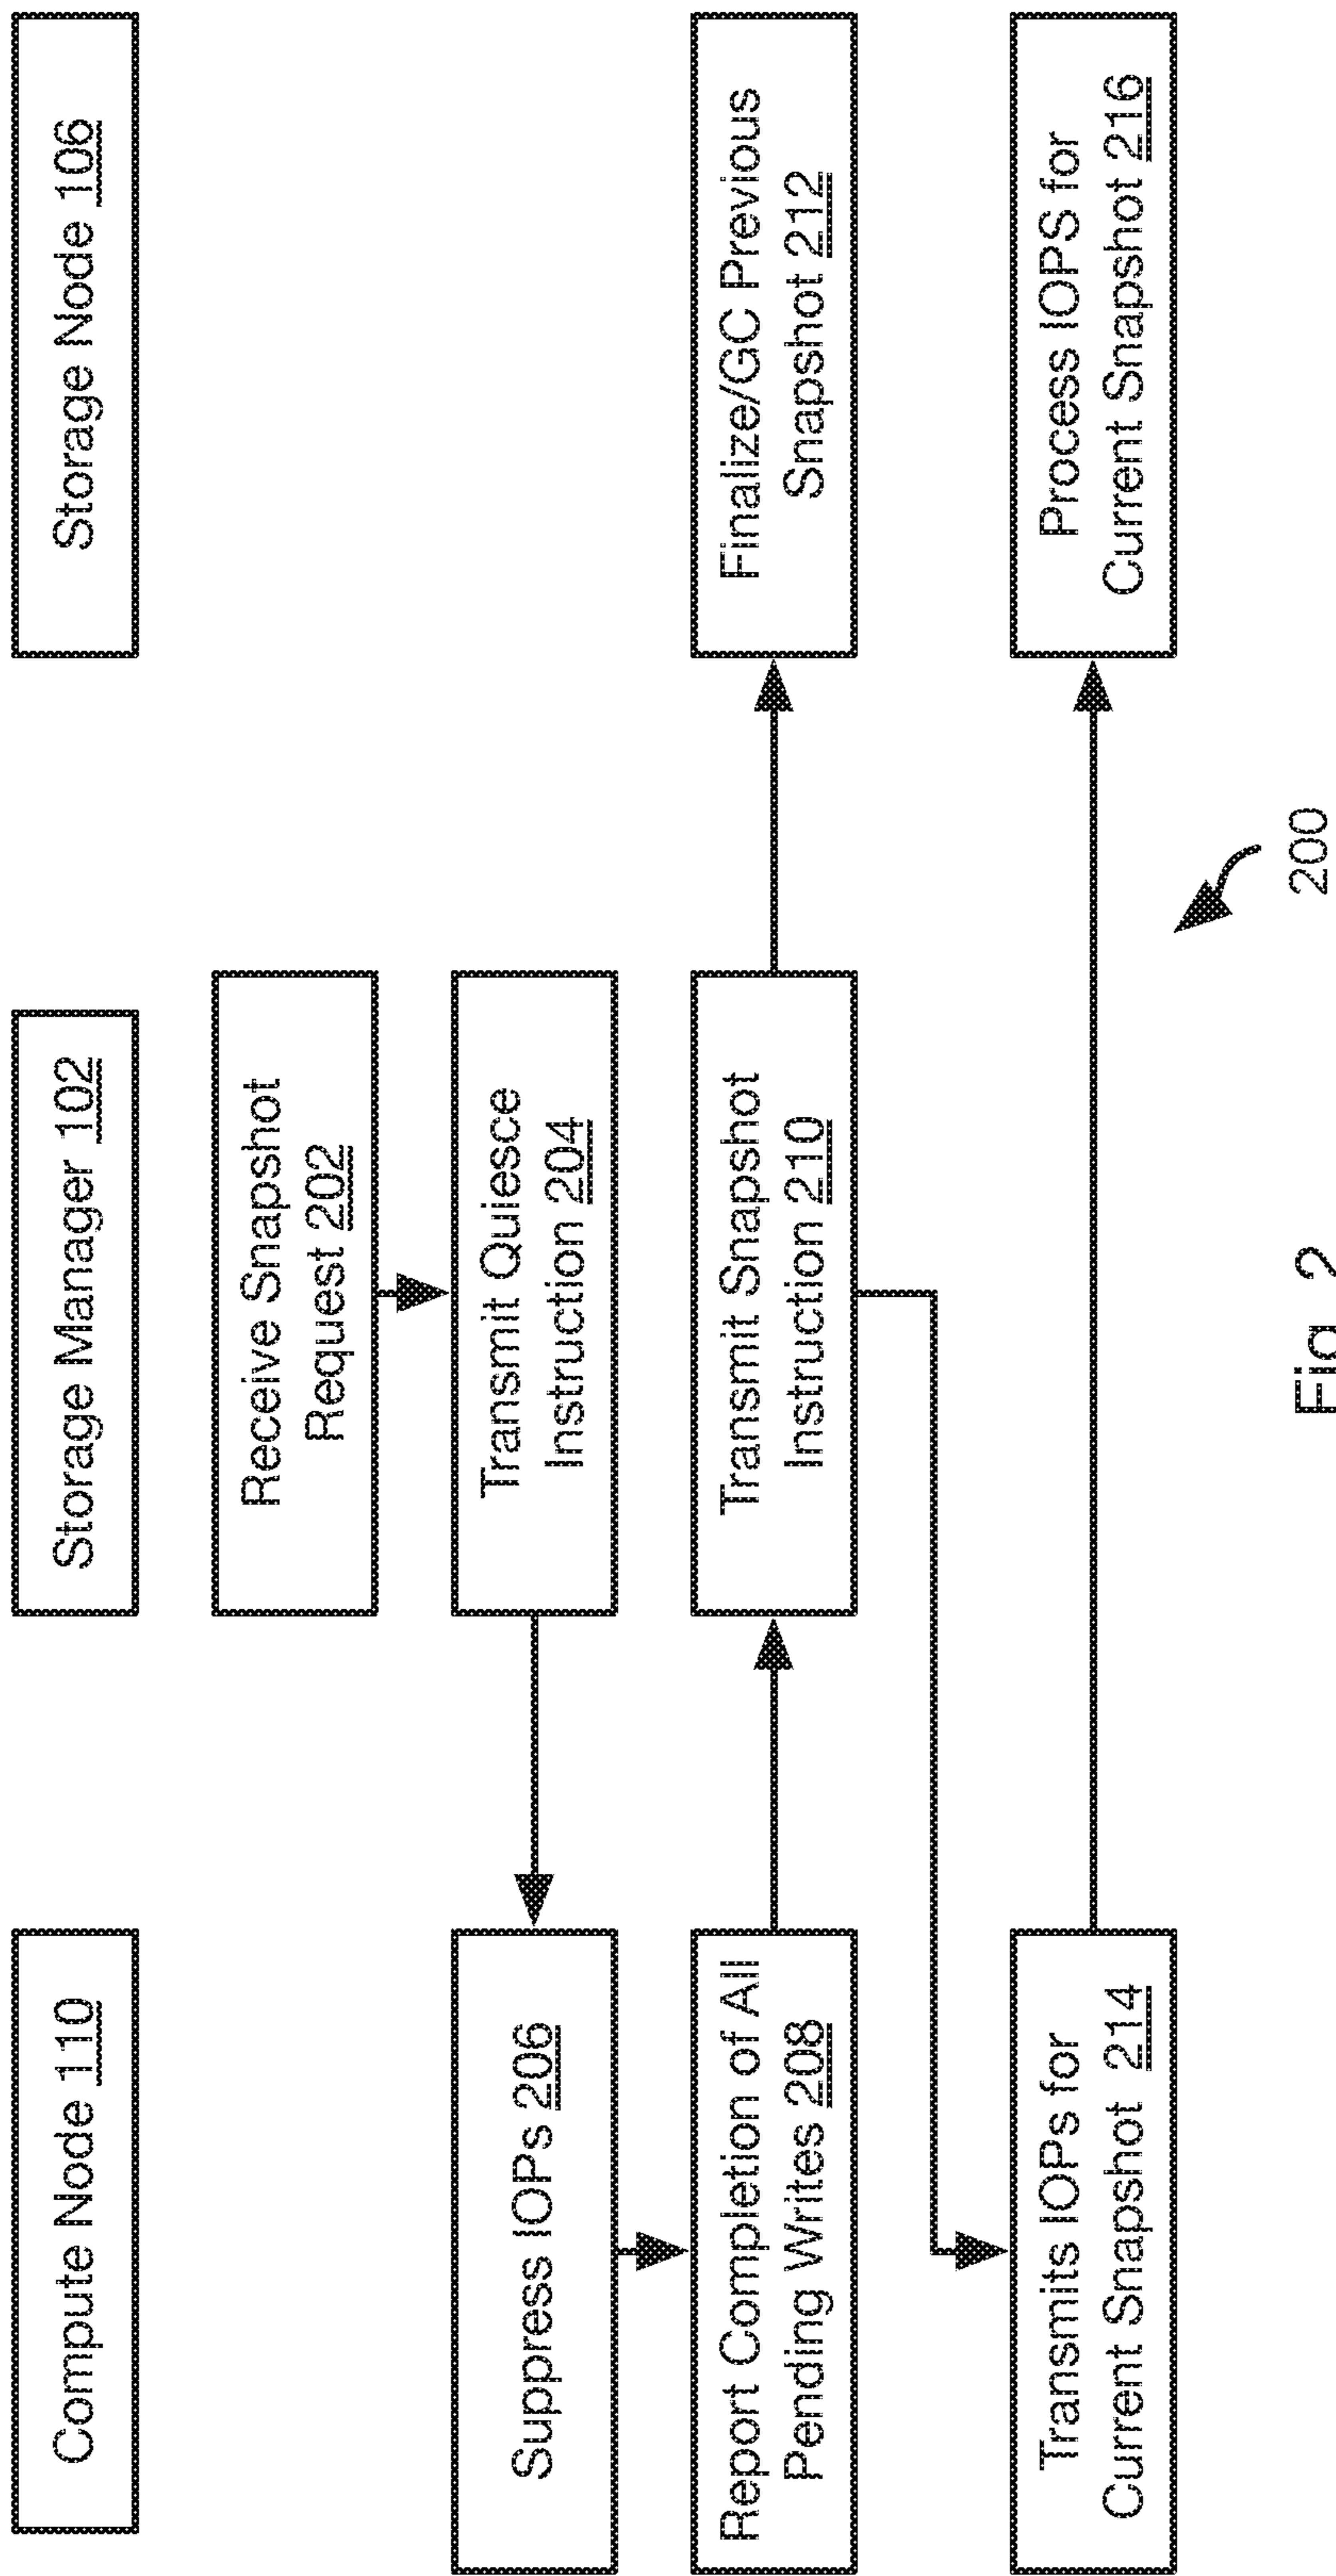 Compute Node 110
Storage Manager 102
Storage Node 106
Receive Snapshot
Request 202
Suppress IOPs 206
Transmit Quiesce
Instruction 204
Report Completion of All
Pending Writes 208
Transmit Snapshot
Instruction 210
Finalize/GC Previous
Snapshot 212
Transmits IOPs for
Current Snapshot 214
Process IOPS for
Current Snapshot 216
200
Fig. 2